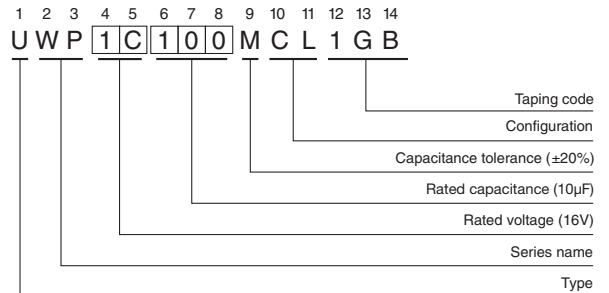 1 2 3 4 5 6 7 8 9 10 11 12 13 14
U W P 1 C 1 0 0 M C L 1 G B
Taping code
Configuration
Capacitance tolerance (±20%)
Rated capacitance (10µF)
Rated voltage (16V)
Series name
Type